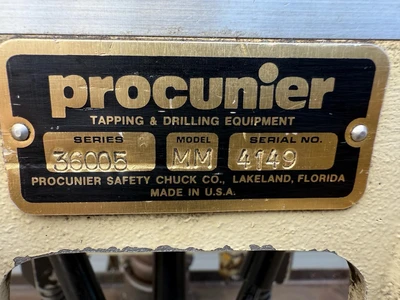 procunier
TAPPING & DRILLING EQUIPMENT
SERIES MODEL SERIAL NO.
36005 MM 4149
PROCUNIER SAFETY CHUCK CO., LAKELAND, FLORIDA
MADE IN U.S.A.